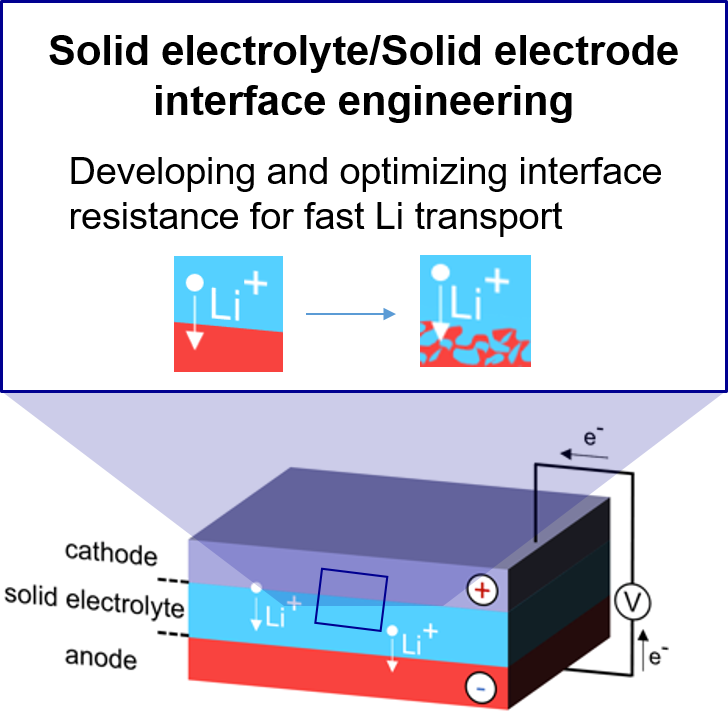 Solid electrolyte/Solid electrode
interface engineering
Developing and optimizing interface
resistance for fast Li transport
Li+
Li+
e-
cathode
+
solid electrolyte
Li+
V
Li+
anode
e-
-